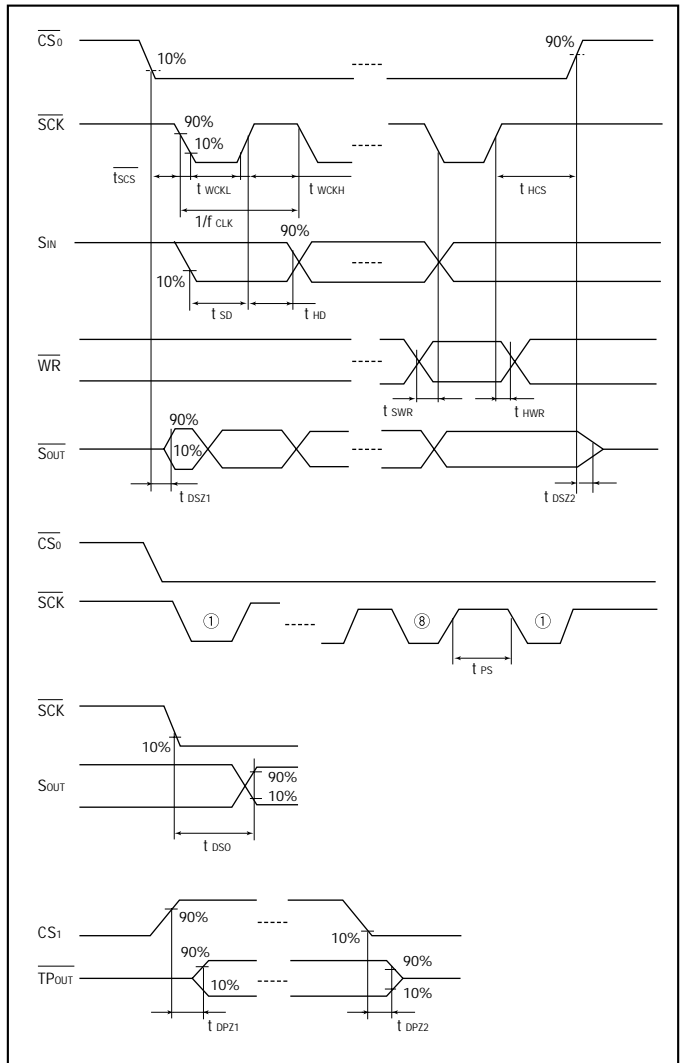 CS0
10%
90%
SCK
90%
10%
tSCS
t WCKL
t WCKH
t HCS
1/f CLK
SIN
90%
10%
t SD
t HD
WR
t SWR
t HWR
SOUT
90%
10%
t DSZ1
t DSZ2
CS0
SCK
①
⑧
①
t PS
SCK
10%
SOUT
90%
10%
t DSO
CS1
90%
10%
TPOUT
90%
10%
90%
10%
t DPZ1
t DPZ2